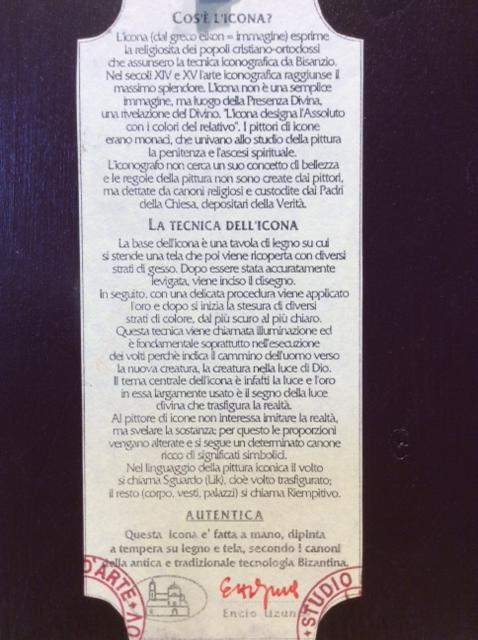 COS'È L'ICONA?
L'icona (dal greco eikon = immagine) esprime
la religiosità dei popoli cristiano-ortodossi
che assunsero la tecnica iconografica da Bisanzio.
Nei secoli XIV e XV l'arte iconografica raggiunse il
massimo splendore. L'icona non è una semplice
immagine, ma luogo della Presenza Divina,
una rivelazione del Divino. "L'icona designa l'Assoluto
con i colori del relativo". I pittori di icone
erano monaci, che univano allo studio della pittura
la penitenza e l'ascesi spirituale.
L'iconografo non cerca un suo concetto di bellezza
e le regole della pittura non sono create dai pittori,
ma dettate da canoni religiosi e custodite dai Padri
della Chiesa, depositari della Verità.
LA TECNICA DELL'ICONA
La base dell'icona è una tavola di legno su cui
si stende una tela che poi viene ricoperta con diversi
strati di gesso. Dopo essere stata accuratamente
levigata, viene inciso il disegno.
In seguito, con una delicata procedura viene applicato
l'oro e dopo si inizia la stesura di diversi
strati di colore, dal più scuro al più chiaro.
Questa tecnica viene chiamata illuminazione ed
è fondamentale soprattutto nell'esecuzione
dei volti perchè indica il cammino dell'uomo verso
la nuova creatura, la creatura nella luce di Dio.
Il tema centrale dell'icona è infatti la luce e l'oro
in essa largamente usato è il segno della luce
divina che trasfigura la realtà.
Al pittore di icone non interessa imitare la realtà,
ma svelare la sostanza; per questo le proporzioni
vengano alterate e si segue un determinato canone
ricco di significati simbolici.
Nel linguaggio della pittura iconica il volto
si chiama Sguardo (Lik), cioè volto trasfigurato;
il resto (corpo, vesti, palazzi) si chiama Riempitivo.
AUTENTICA
Questa icona e' fatta a mano, dipinta
a tempera su legno e tela, secondo i canoni
della antica e tradizionale tecnologia Bizantina.
D'ARTE
STUDIO
Encio